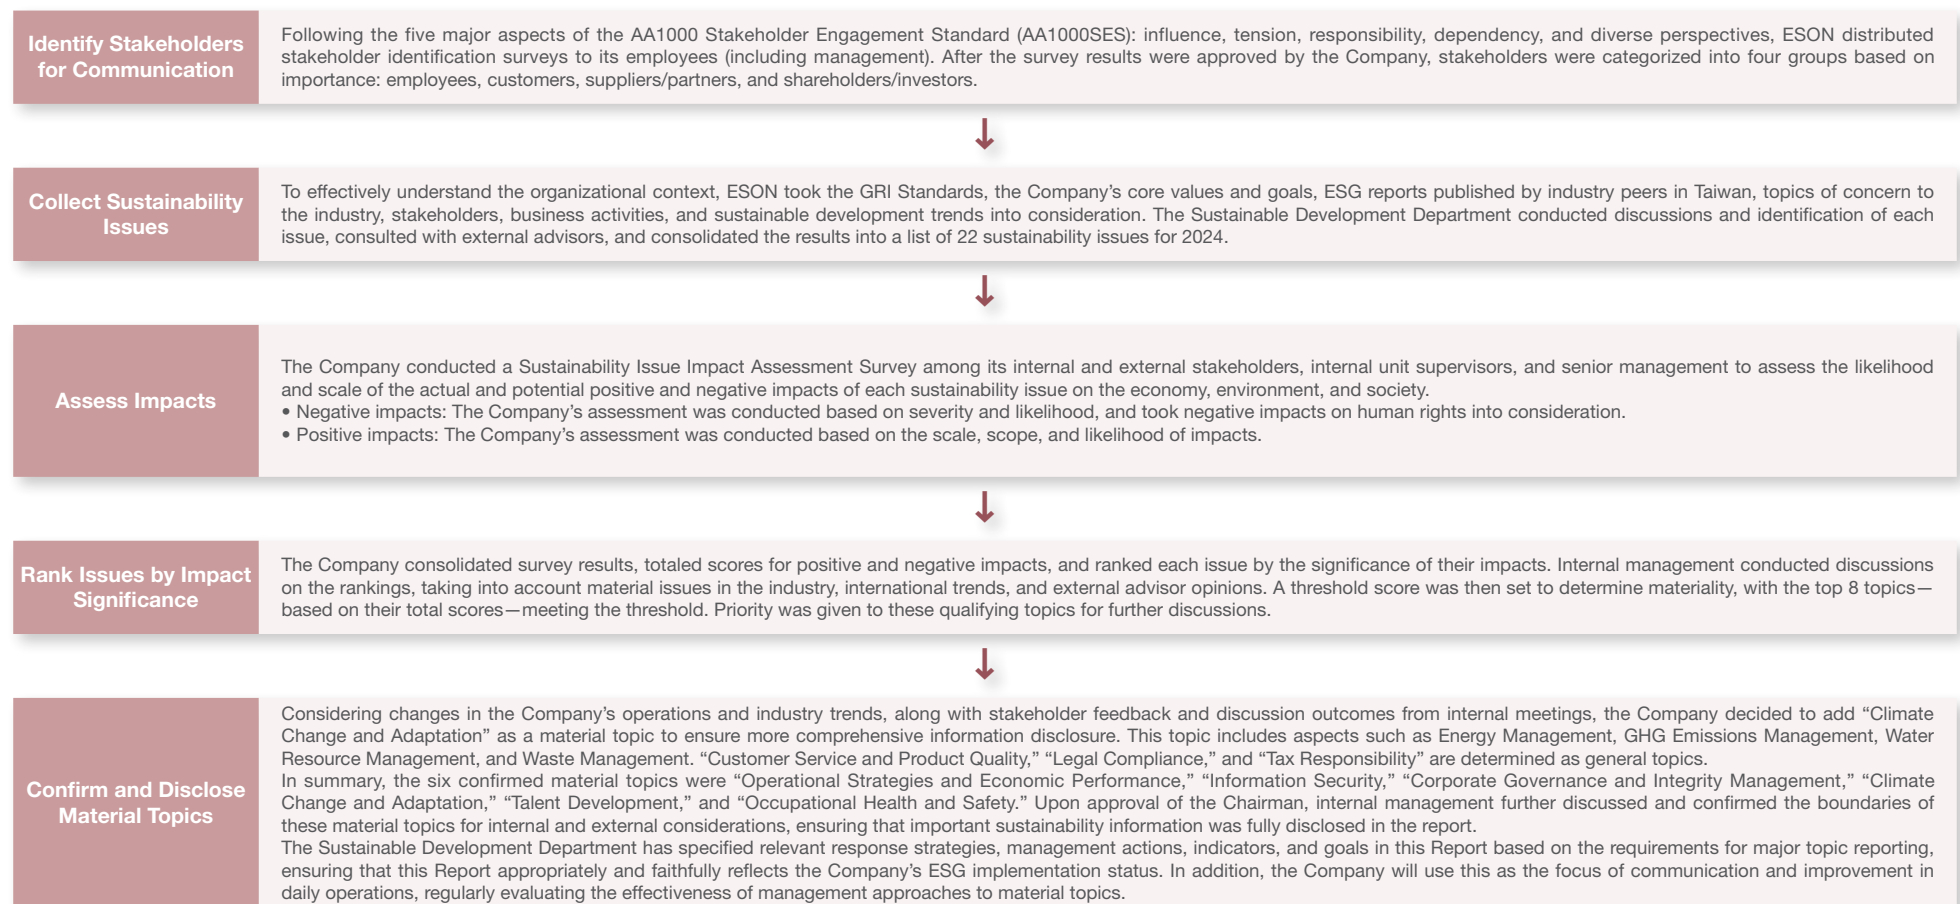 Identify Stakeholders
for Communication
Following the five major aspects of the AA1000 Stakeholder Engagement Standard (AA1000SES): influence, tension, responsibility, dependency, and diverse perspectives, ESON distributed
stakeholder identification surveys to its employees (including management). After the survey results were approved by the Company, stakeholders were categorized into four groups based on
importance: employees, customers, suppliers/partners, and shareholders/investors.
Collect Sustainability
Issues
To effectively understand the organizational context, ESON took the GRI Standards, the Company’s core values and goals, ESG reports published by industry peers in Taiwan, topics of concern to
the industry, stakeholders, business activities, and sustainable development trends into consideration. The Sustainable Development Department conducted discussions and identification of each
issue, consulted with external advisors, and consolidated the results into a list of 22 sustainability issues for 2024.
Assess Impacts
The Company conducted a Sustainability Issue Impact Assessment Survey among its internal and external stakeholders, internal unit supervisors, and senior management to assess the likelihood
and scale of the actual and potential positive and negative impacts of each sustainability issue on the economy, environment, and society.
• Negative impacts: The Company’s assessment was conducted based on severity and likelihood, and took negative impacts on human rights into consideration.
• Positive impacts: The Company’s assessment was conducted based on the scale, scope, and likelihood of impacts.
Rank Issues by Impact
Significance
The Company consolidated survey results, totaled scores for positive and negative impacts, and ranked each issue by the significance of their impacts. Internal management conducted discussions
on the rankings, taking into account material issues in the industry, international trends, and external advisor opinions. A threshold score was then set to determine materiality, with the top 8 topics—
based on their total scores—meeting the threshold. Priority was given to these qualifying topics for further discussions.
Confirm and Disclose
Material Topics
Considering changes in the Company’s operations and industry trends, along with stakeholder feedback and discussion outcomes from internal meetings, the Company decided to add “Climate
Change and Adaptation” as a material topic to ensure more comprehensive information disclosure. This topic includes aspects such as Energy Management, GHG Emissions Management, Water
Resource Management, and Waste Management. “Customer Service and Product Quality,” “Legal Compliance,” and “Tax Responsibility” are determined as general topics.
In summary, the six confirmed material topics were “Operational Strategies and Economic Performance,” “Information Security,” “Corporate Governance and Integrity Management,” “Climate
Change and Adaptation,” “Talent Development,” and “Occupational Health and Safety.” Upon approval of the Chairman, internal management further discussed and confirmed the boundaries of
these material topics for internal and external considerations, ensuring that important sustainability information was fully disclosed in the report.
The Sustainable Development Department has specified relevant response strategies, management actions, indicators, and goals in this Report based on the requirements for major topic reporting,
ensuring that this Report appropriately and faithfully reflects the Company’s ESG implementation status. In addition, the Company will use this as the focus of communication and improvement in
daily operations, regularly evaluating the effectiveness of management approaches to material topics.